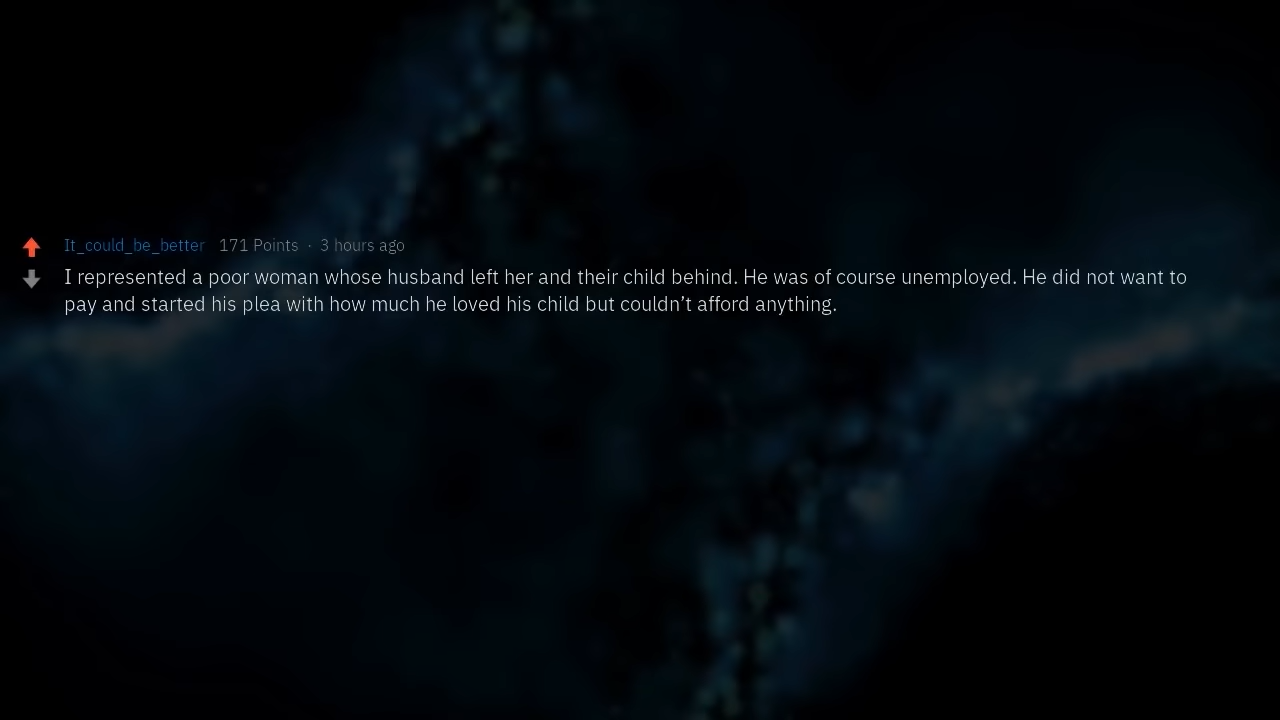 It_could_be_better 171 Points · 3 hours ago
I represented a poor woman whose husband left her and their child behind. He was of course unemployed. He did not want to
pay and started his plea with how much he loved his child but couldn’t afford anything.